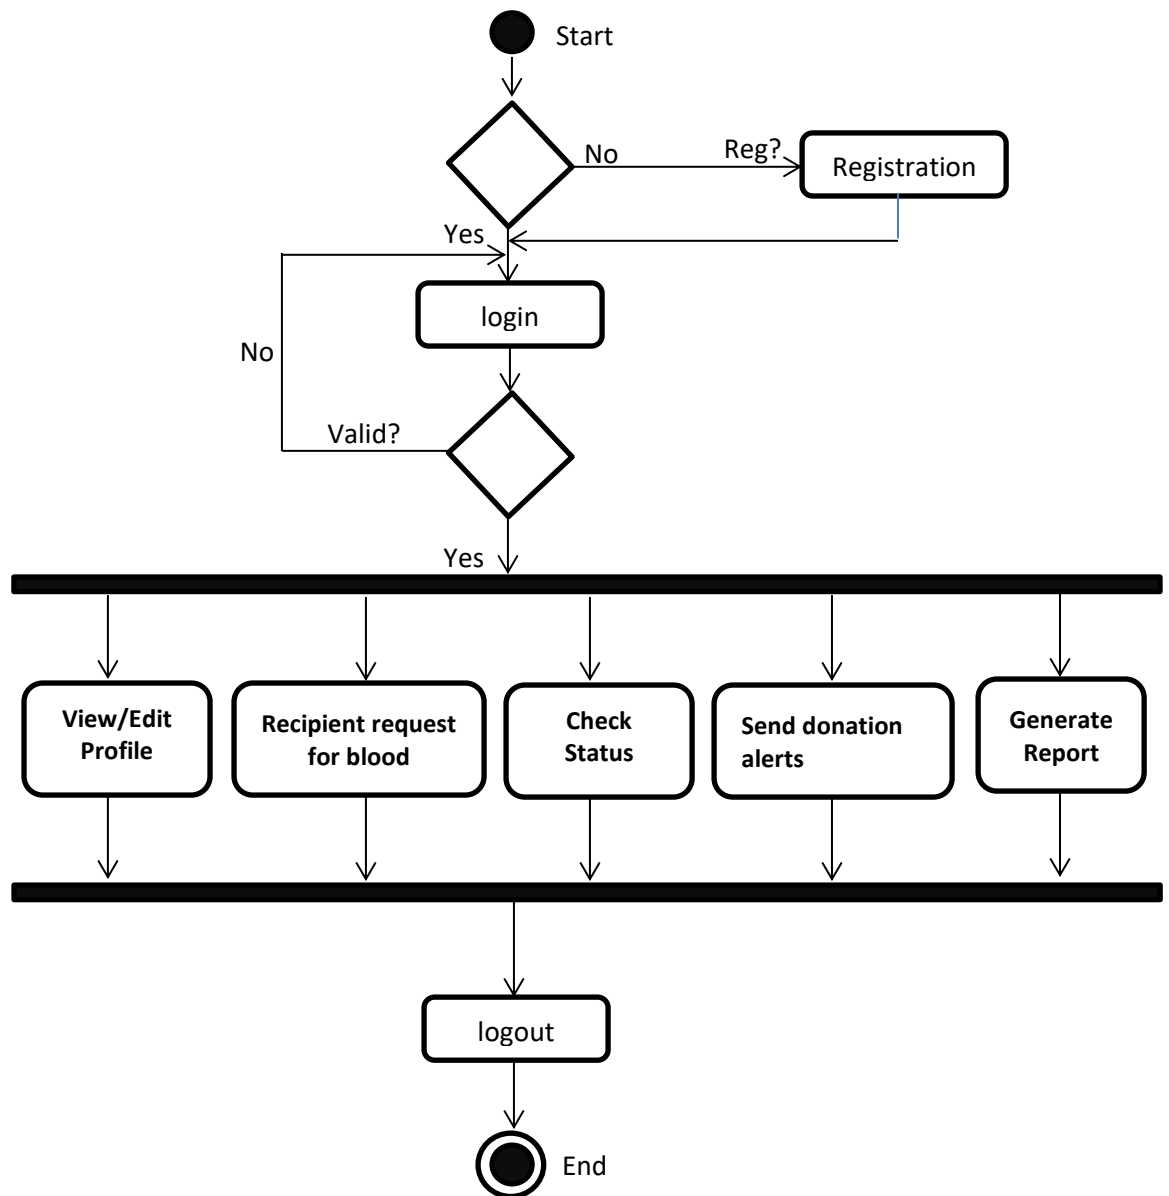 Start
No
Reg?
Registration
Yes
login
No
Valid?
Yes
View/Edit
Profile
Recipient request
for blood
Check
Status
Send donation
alerts
Generate
Report
logout
End